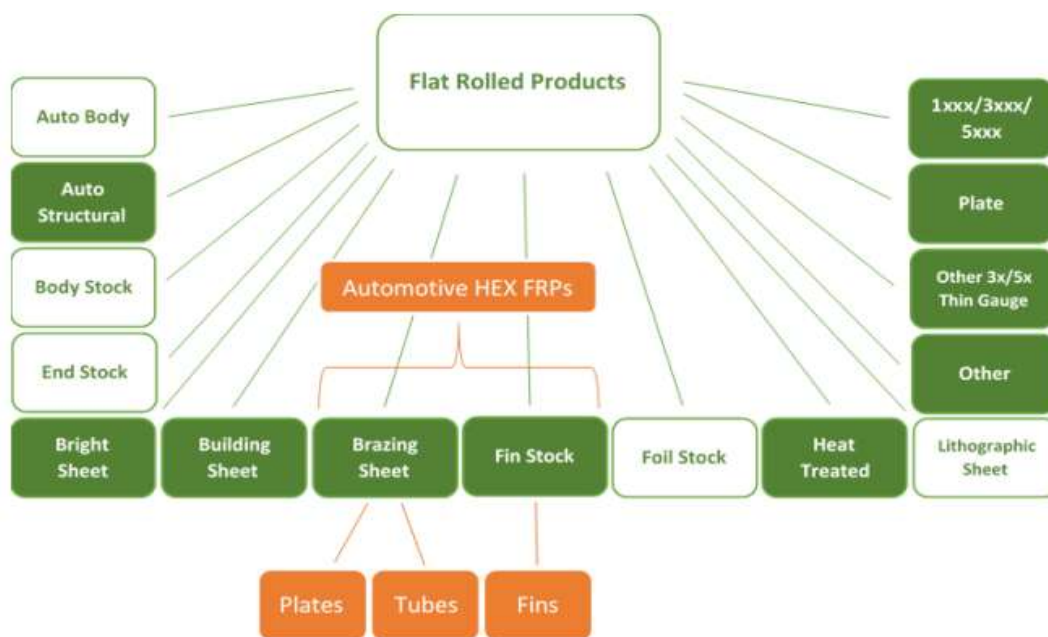 Flat Rolled Products
Auto Body
1xxx/3xxx/
5xxx
Auto
Structural
Plate
Body Stock
Automotive HEX FRPs
Other 3x/5x
Thin Gauge
End Stock
Other
Bright
Sheet
Building
Sheet
Brazing
Sheet
Fin Stock
Foil Stock
Heat
Treated
Lithographic
Sheet
Plates
Tubes
Fins